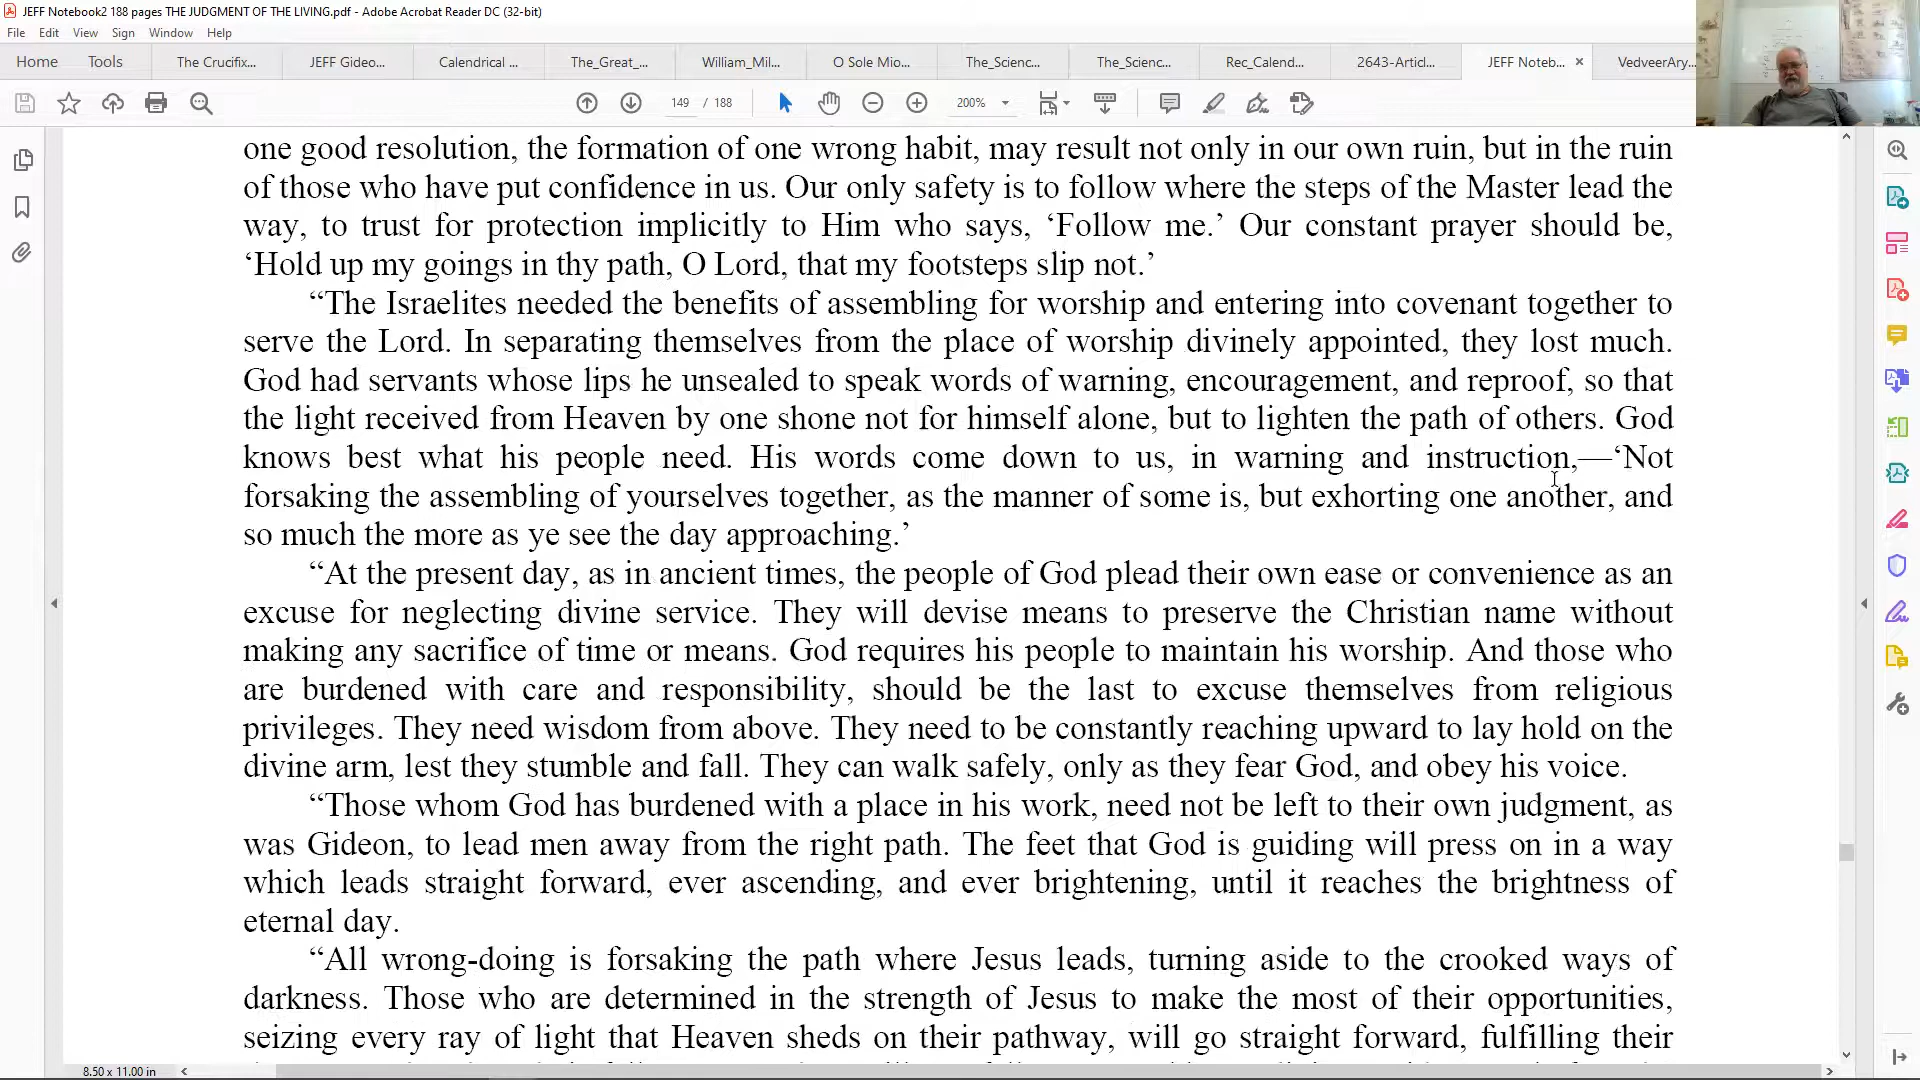 JEFF Notebook2 188 pages THE JUDGMENT OF THE LIVING.pdf - Adobe Acrobat Reader DC (32-bit)
File Edit View Sign Window Help
Home Tools The Crucifix... JEFF Gideo... Calendrical ... The_Great_... William_Mil... O Sole Mio... The_Scienc... The_Scienc... Rec_Calend... 2643-Articl... JEFF Noteb... × VedveerAry...
149 / 188 200%
one good resolution, the formation of one wrong habit, may result not only in our own ruin, but in the ruin
of those who have put confidence in us. Our only safety is to follow where the steps of the Master lead the
way, to trust for protection implicitly to Him who says, ‘Follow me.’ Our constant prayer should be,
‘Hold up my goings in thy path, O Lord, that my footsteps slip not.’
“The Israelites needed the benefits of assembling for worship and entering into covenant together to
serve the Lord. In separating themselves from the place of worship divinely appointed, they lost much.
God had servants whose lips he unsealed to speak words of warning, encouragement, and reproof, so that
the light received from Heaven by one shone not for himself alone, but to lighten the path of others. God
knows best what his people need. His words come down to us, in warning and instruction,—‘Not
forsaking the assembling of yourselves together, as the manner of some is, but exhorting one another, and
so much the more as ye see the day approaching.’
“At the present day, as in ancient times, the people of God plead their own ease or convenience as an
excuse for neglecting divine service. They will devise means to preserve the Christian name without
making any sacrifice of time or means. God requires his people to maintain his worship. And those who
are burdened with care and responsibility, should be the last to excuse themselves from religious
privileges. They need wisdom from above. They need to be constantly reaching upward to lay hold on the
divine arm, lest they stumble and fall. They can walk safely, only as they fear God, and obey his voice.
“Those whom God has burdened with a place in his work, need not be left to their own judgment, as
was Gideon, to lead men away from the right path. The feet that God is guiding will press on in a way
which leads straight forward, ever ascending, and ever brightening, until it reaches the brightness of
eternal day.
“All wrong-doing is forsaking the path where Jesus leads, turning aside to the crooked ways of
darkness. Those who are determined in the strength of Jesus to make the most of their opportunities,
seizing every ray of light that Heaven sheds on their pathway, will go straight forward, fulfilling their
8.50 x 11.00 in